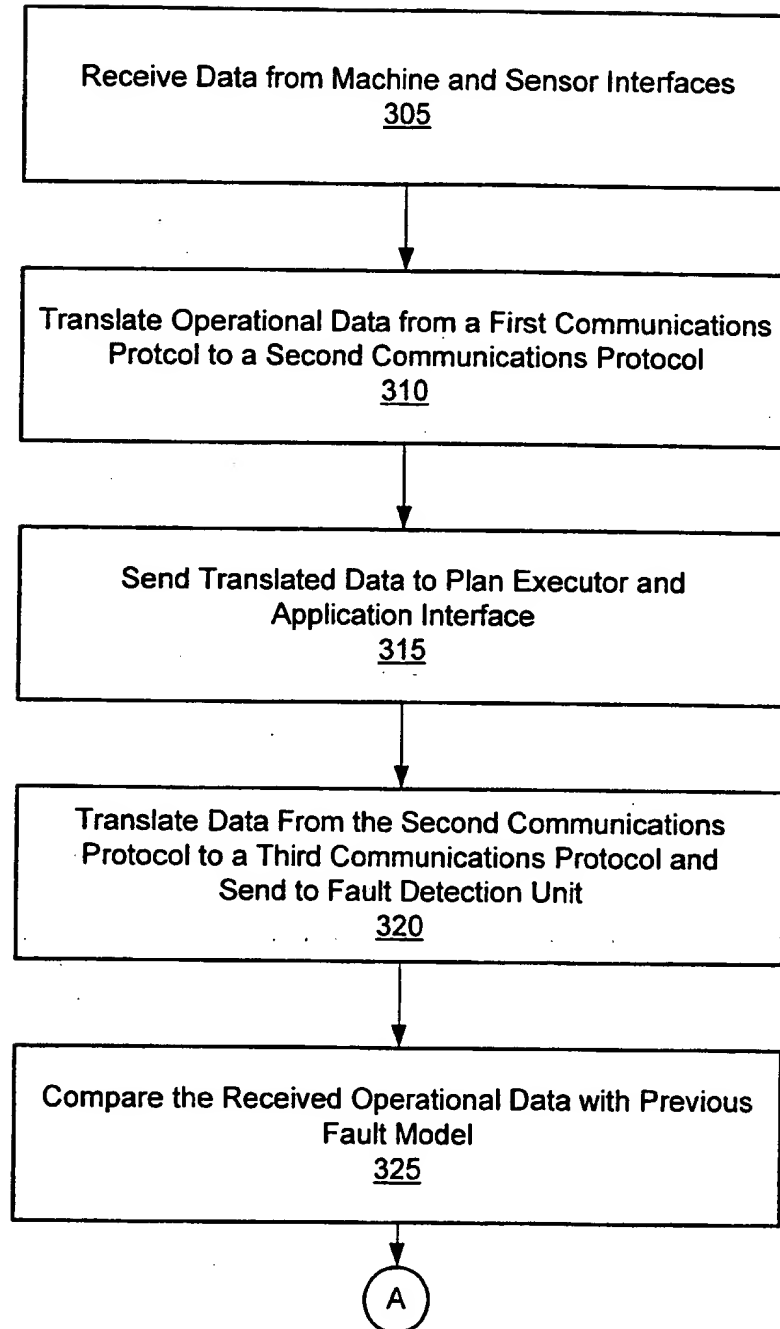 Receive Data from Machine and Sensor Interfaces
305
Translate Operational Data from a First Communications
Protcol to a Second Communications Protocol
310
Send Translated Data to Plan Executor and
Application Interface
315
Translate Data From the Second Communications
Protocol to a Third Communications Protocol and
Send to Fault Detection Unit
320
Compare the Received Operational Data with Previous
Fault Model
325
A